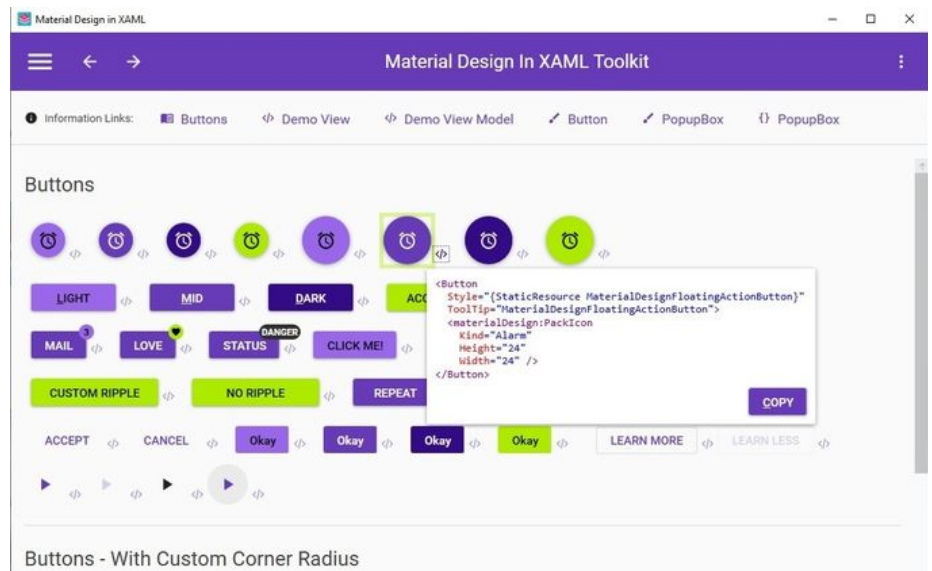 Material Design in XAML
Material Design In XAML Toolkit
Information Links: Buttons </> Demo View </> Demo View Model Button PopupBox {} PopupBox
Buttons
</> </> </> </> </> </> </> </>
LIGHT </> MID </> DARK </> ACC
<Button
Style="{StaticResource MaterialDesignFloatingActionButton}"
ToolTip="MaterialDesignFloatingActionButton">
<materialDesign:PackIcon
Kind="Alarm"
Height="24"
Width="24" />
</Button>
COPY
MAIL 3 </> LOVE </> STATUS DANGER </> CLICK ME! </>
CUSTOM RIPPLE </> NO RIPPLE </> REPEAT
ACCEPT </> CANCEL </> Okay </> Okay </> Okay </> Okay </> LEARN MORE </> LEARN LESS </>
</> </> </> </>
Buttons - With Custom Corner Radius